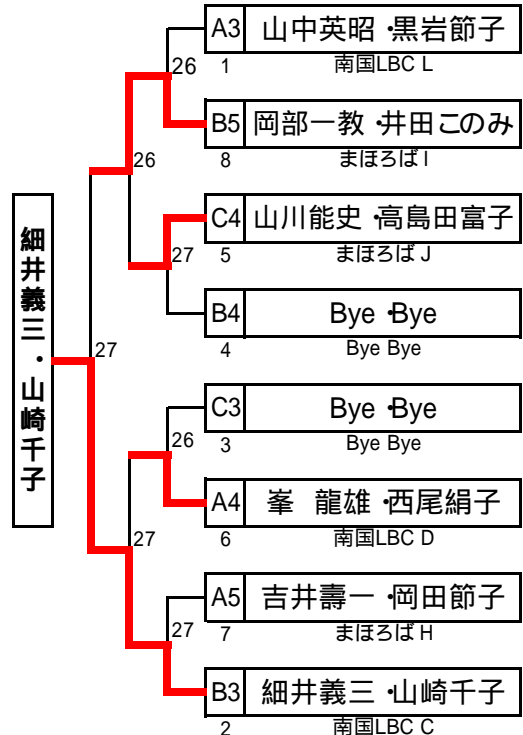 A3 山中英昭・黒岩節子
1 南国LBC L
26
B5 岡部一教・井田このみ
8 まほろば I
26
C4 山川能史・高島田富子
5 まほろば J
27
B4 Bye・Bye
4 Bye Bye
27
細井義三・山崎千子
C3 Bye・Bye
3 Bye Bye
26
A4 峯 龍雄・西尾絹子
6 南国LBC D
27
A5 吉井壽一・岡田節子
7 まほろば H
27
B3 細井義三・山崎千子
2 南国LBC C